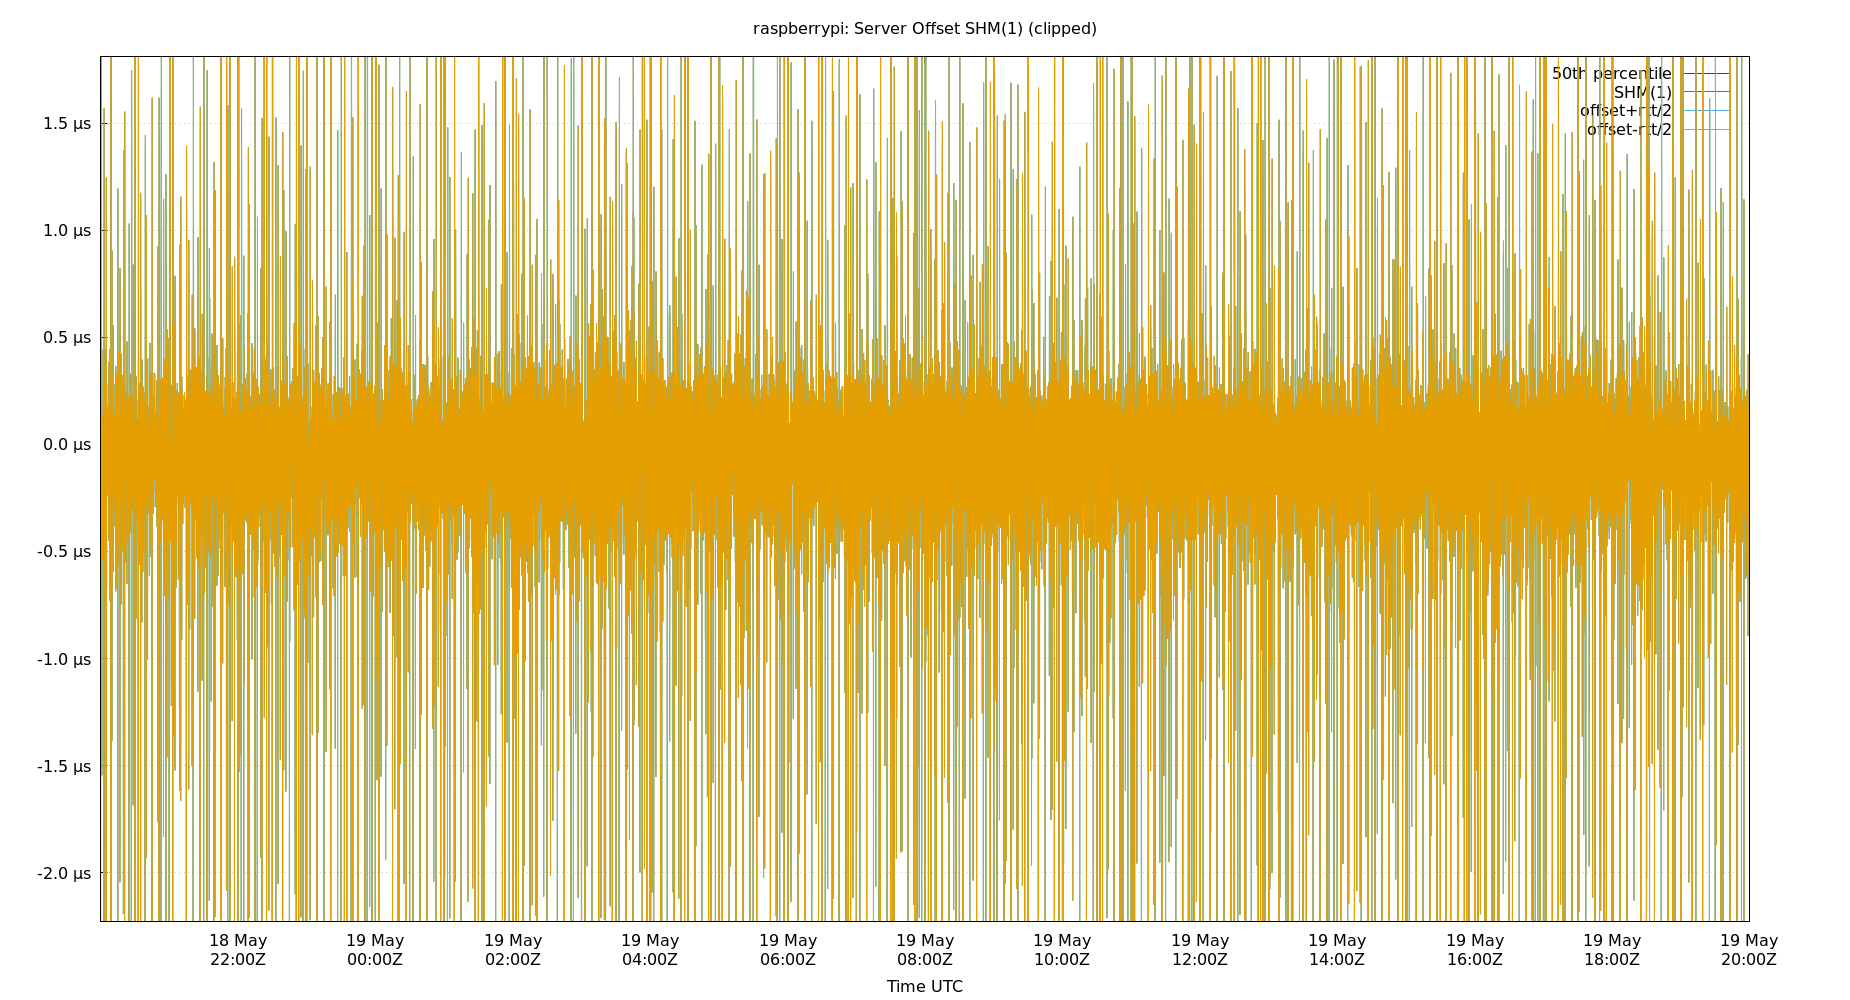 raspberrypi: Server Offset SHM(1) (clipped)
50th percentile
SHM(1)
offset+rtt/2
offset-rtt/2
1.5 µs
1.0 µs
0.5 µs
0.0 µs
-0.5 µs
-1.0 µs
-1.5 µs
-2.0 µs
18 May 19 May 19 May 19 May 19 May 19 May 19 May 19 May 19 May 19 May 19 May 19 May
22:00Z 00:00Z 02:00Z 04:00Z 06:00Z 08:00Z 10:00Z 12:00Z 14:00Z 16:00Z 18:00Z 20:00Z
Time UTC